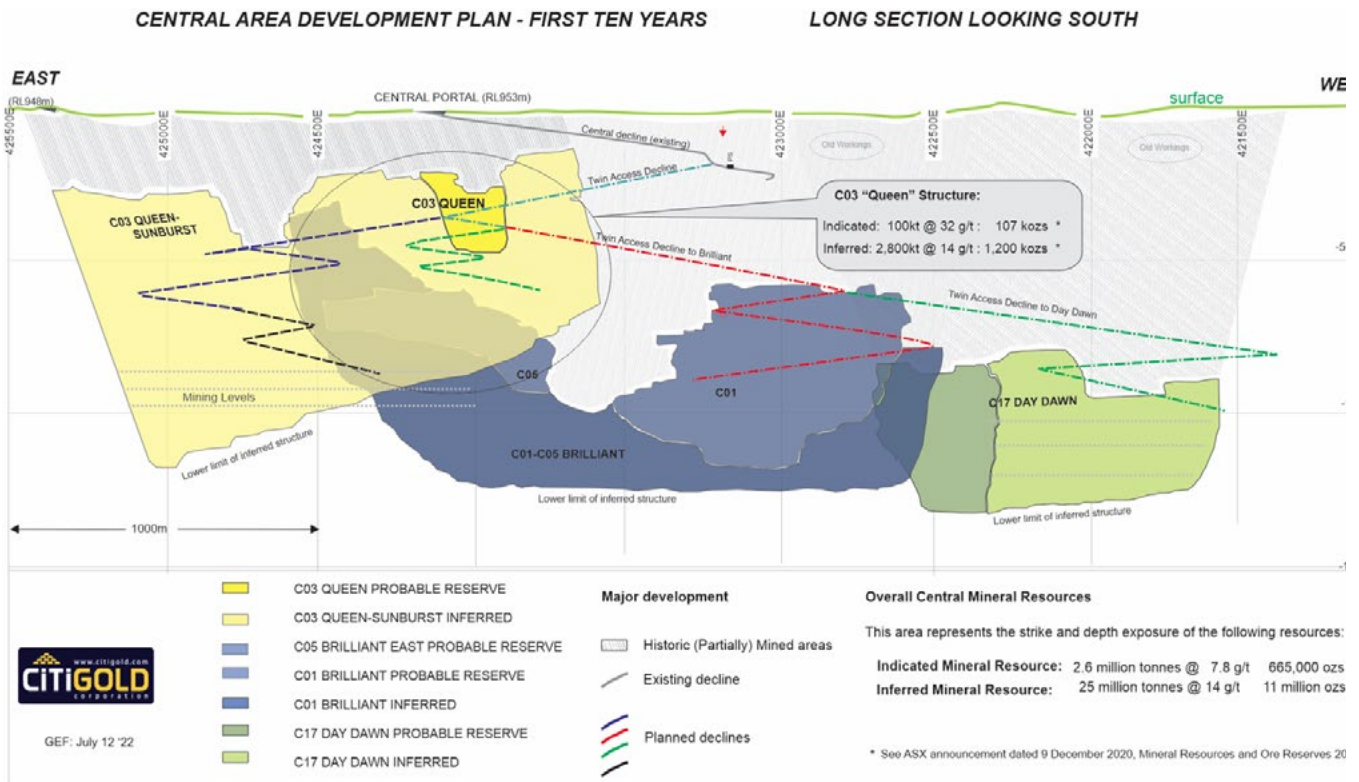 CENTRAL AREA DEVELOPMENT PLAN - FIRST TEN YEARS
LONG SECTION LOOKING SOUTH
EAST
WE
(RL948m)
CENTRAL PORTAL (RL953m)
surface
425500E
425000E
424500E
423000E
422500E
422000E
421500E
Central decline (existing)
PS
Old Workings
Old Workings
Twin Access Decline
C03 QUEEN
C03 QUEEN-
SUNBURST
C03 "Queen" Structure:
Indicated: 100kt @ 32 g/t : 107 kozs *
Inferred: 2,800kt @ 14 g/t : 1,200 kozs *
Twin Access Decline to Brilliant
Twin Access Decline to Day Dawn
C05
C01
C17 DAY DAWN
Mining Levels
C01-C05 BRILLIANT
Lower limit of inferred structure
Lower limit of inferred structure
Lower limit of inferred structure
1000m
C03 QUEEN PROBABLE RESERVE
C03 QUEEN-SUNBURST INFERRED
C05 BRILLIANT EAST PROBABLE RESERVE
C01 BRILLIANT PROBABLE RESERVE
C01 BRILLIANT INFERRED
C17 DAY DAWN PROBABLE RESERVE
C17 DAY DAWN INFERRED
Major development
Historic (Partially) Mined areas
Existing decline
Planned declines
Overall Central Mineral Resources
This area represents the strike and depth exposure of the following resources:
Indicated Mineral Resource: 2.6 million tonnes @ 7.8 g/t 665,000 ozs
Inferred Mineral Resource: 25 million tonnes @ 14 g/t 11 million ozs
* See ASX announcement dated 9 December 2020, Mineral Resources and Ore Reserves 20
www.citigold.com
CITIGOLD
corporation
GEF: July 12 '22